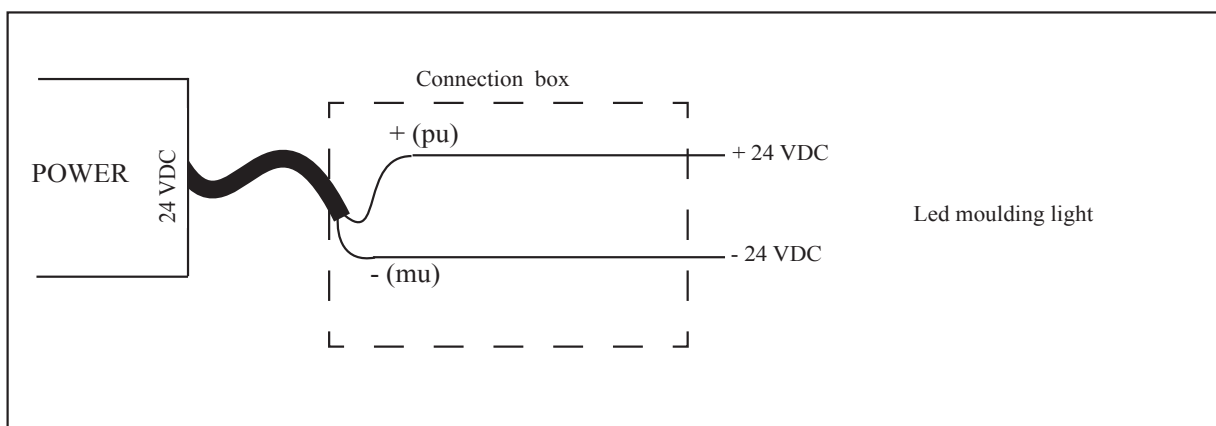 Connection box
+ (pu)
POWER
24 VDC
+ 24 VDC
Led moulding light
- 24 VDC
- (mu)